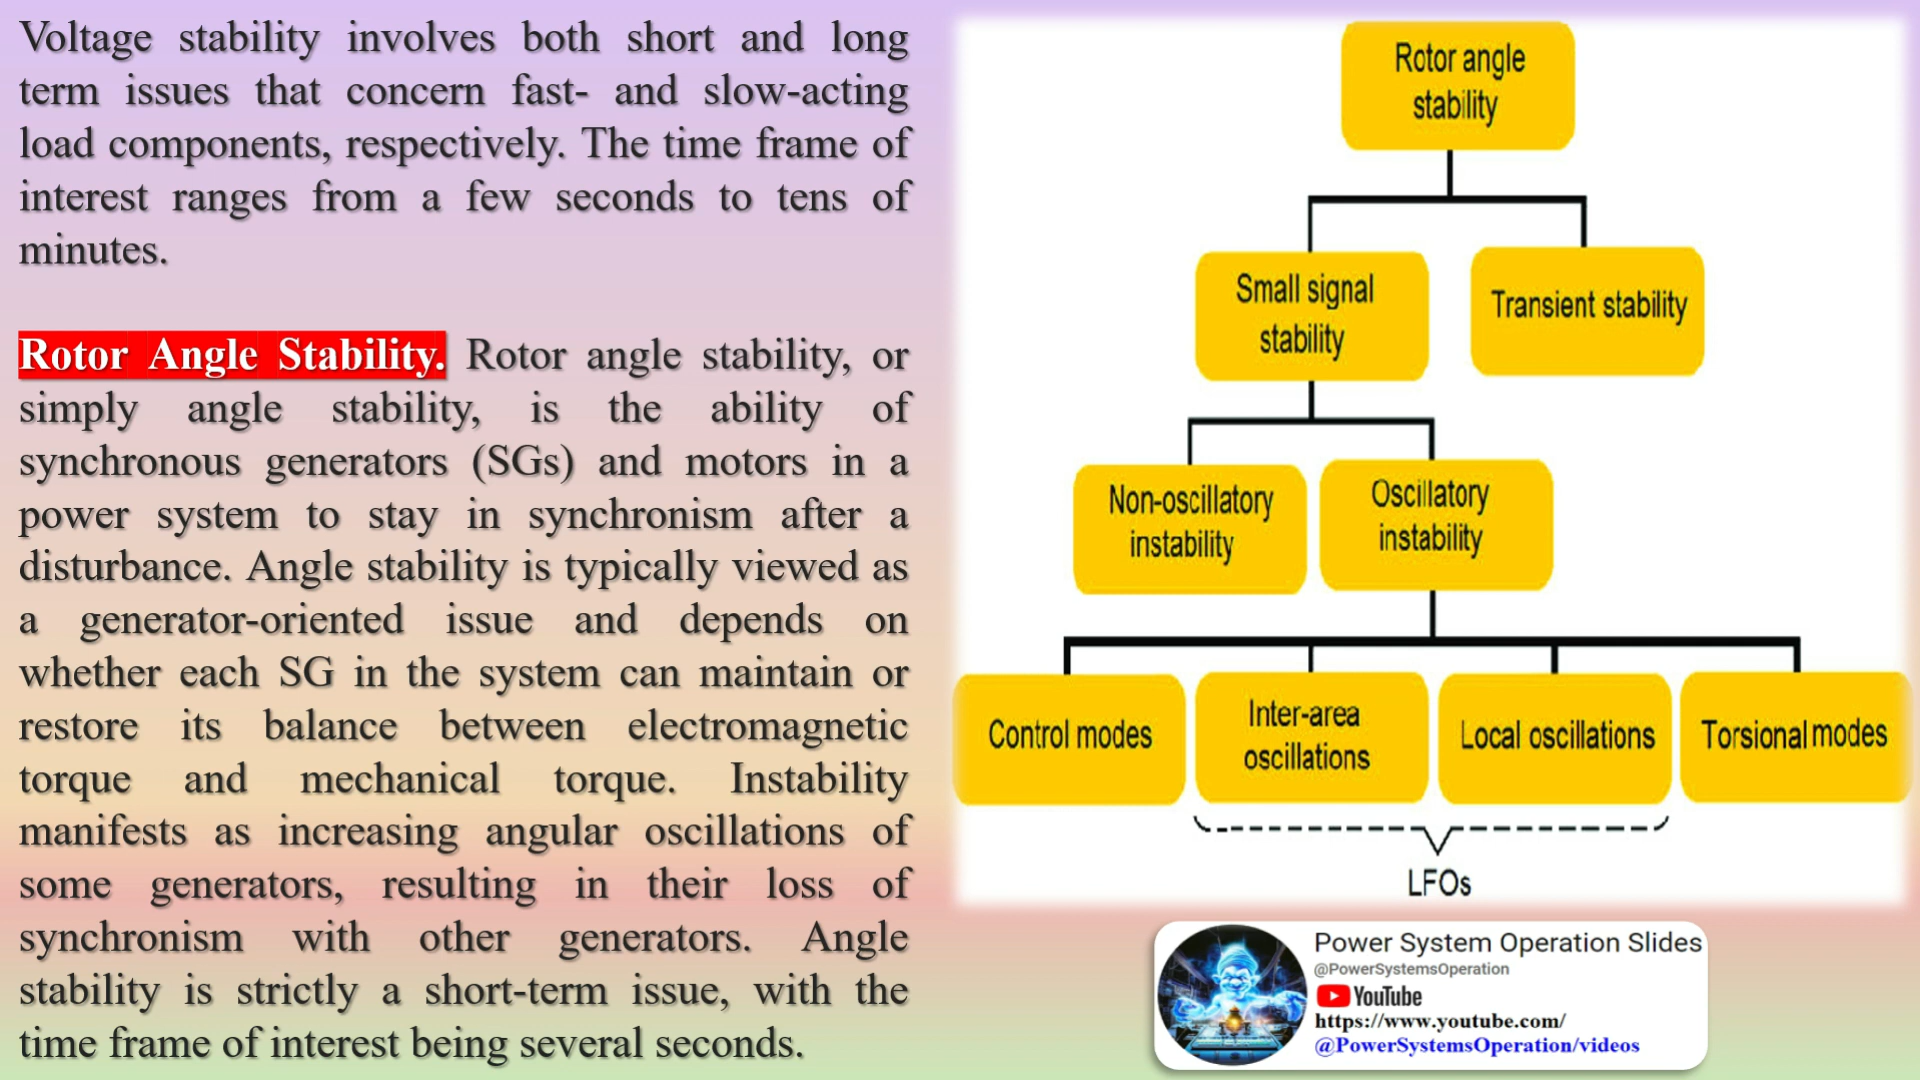 Voltage stability involves both short and long
term issues that concern fast- and slow-acting
load components, respectively. The time frame of
interest ranges from a few seconds to tens of
minutes.
Rotor Angle Stability. Rotor angle stability, or
simply angle stability, is the ability of
synchronous generators (SGs) and motors in a
power system to stay in synchronism after a
disturbance. Angle stability is typically viewed as
a generator-oriented issue and depends on
whether each SG in the system can maintain or
restore its balance between electromagnetic
torque and mechanical torque. Instability
manifests as increasing angular oscillations of
some generators, resulting in their loss of
synchronism with other generators. Angle
stability is strictly a short-term issue, with the
time frame of interest being several seconds.
Rotor angle
stability
Small signal
stability
Transient stability
Non-oscillatory
instability
Oscillatory
instability
Control modes
Inter-area
oscillations
Local oscillations
Torsional modes
LFOs
Power System Operation Slides
@PowerSystemsOperation
YouTube
https://www.youtube.com/
@PowerSystemsOperation/videos